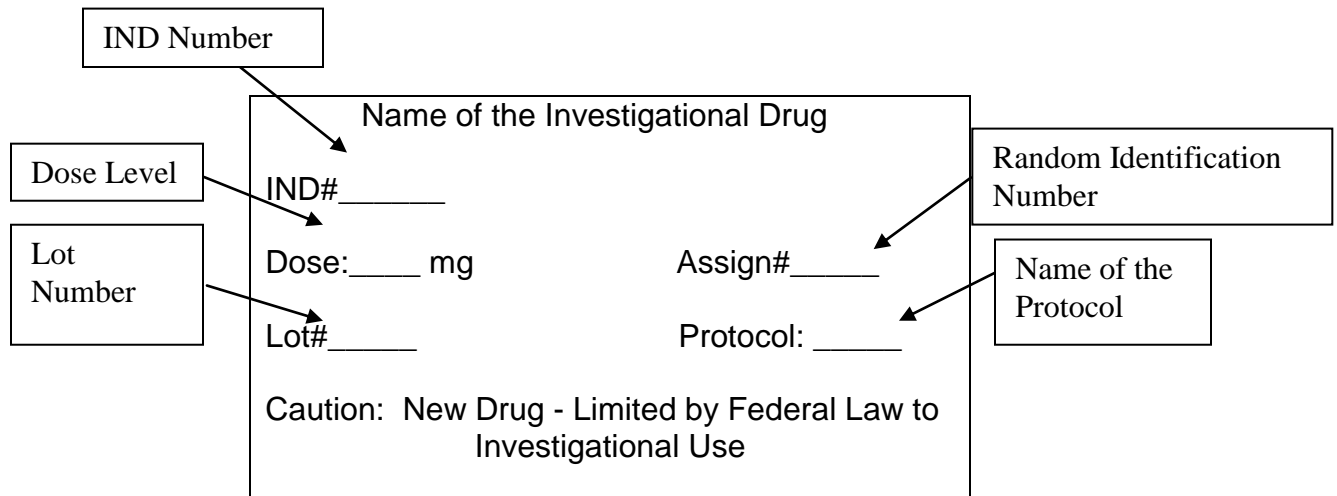 IND Number
Name of the Investigational Drug
Dose Level
IND#______
Random Identification
Number
Lot
Number
Dose:____ mg
Assign#_____
Name of the
Protocol
Lot#_____
Protocol: _____
Caution:  New Drug - Limited by Federal Law to
Investigational Use